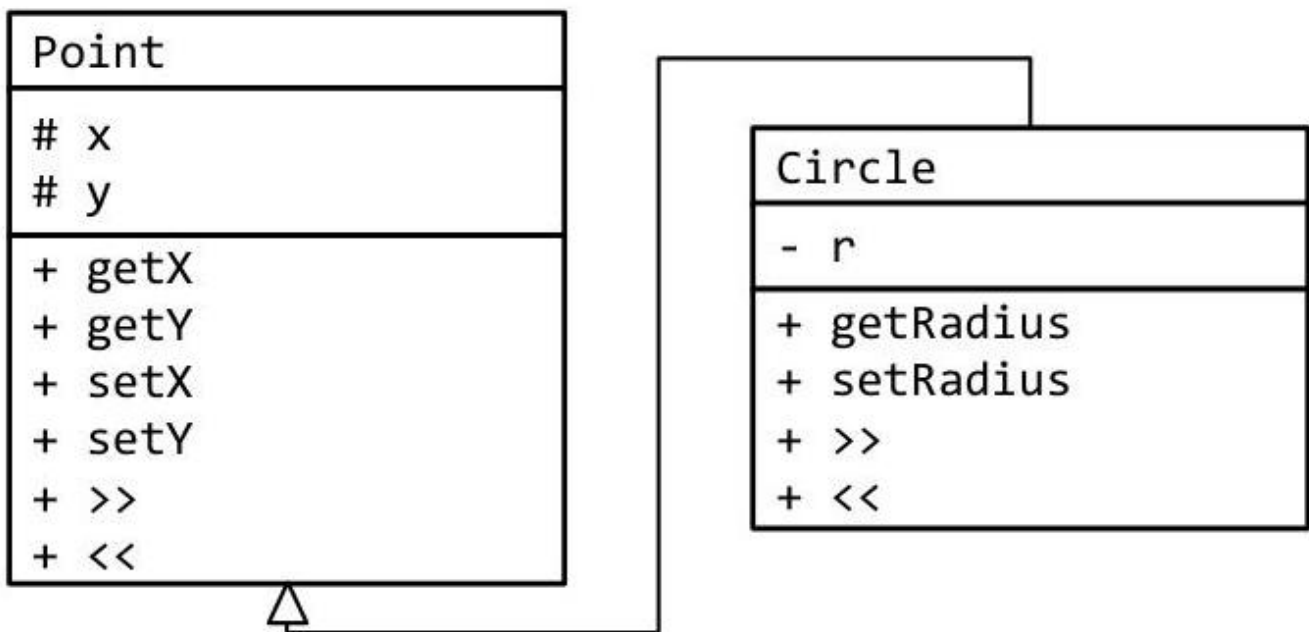 Point
# x
# y
+ getX
+ getY
+ setX
+ setY
+ >>
+ <<
Circle
- r
+ getRadius
+ setRadius
+ >>
+ <<